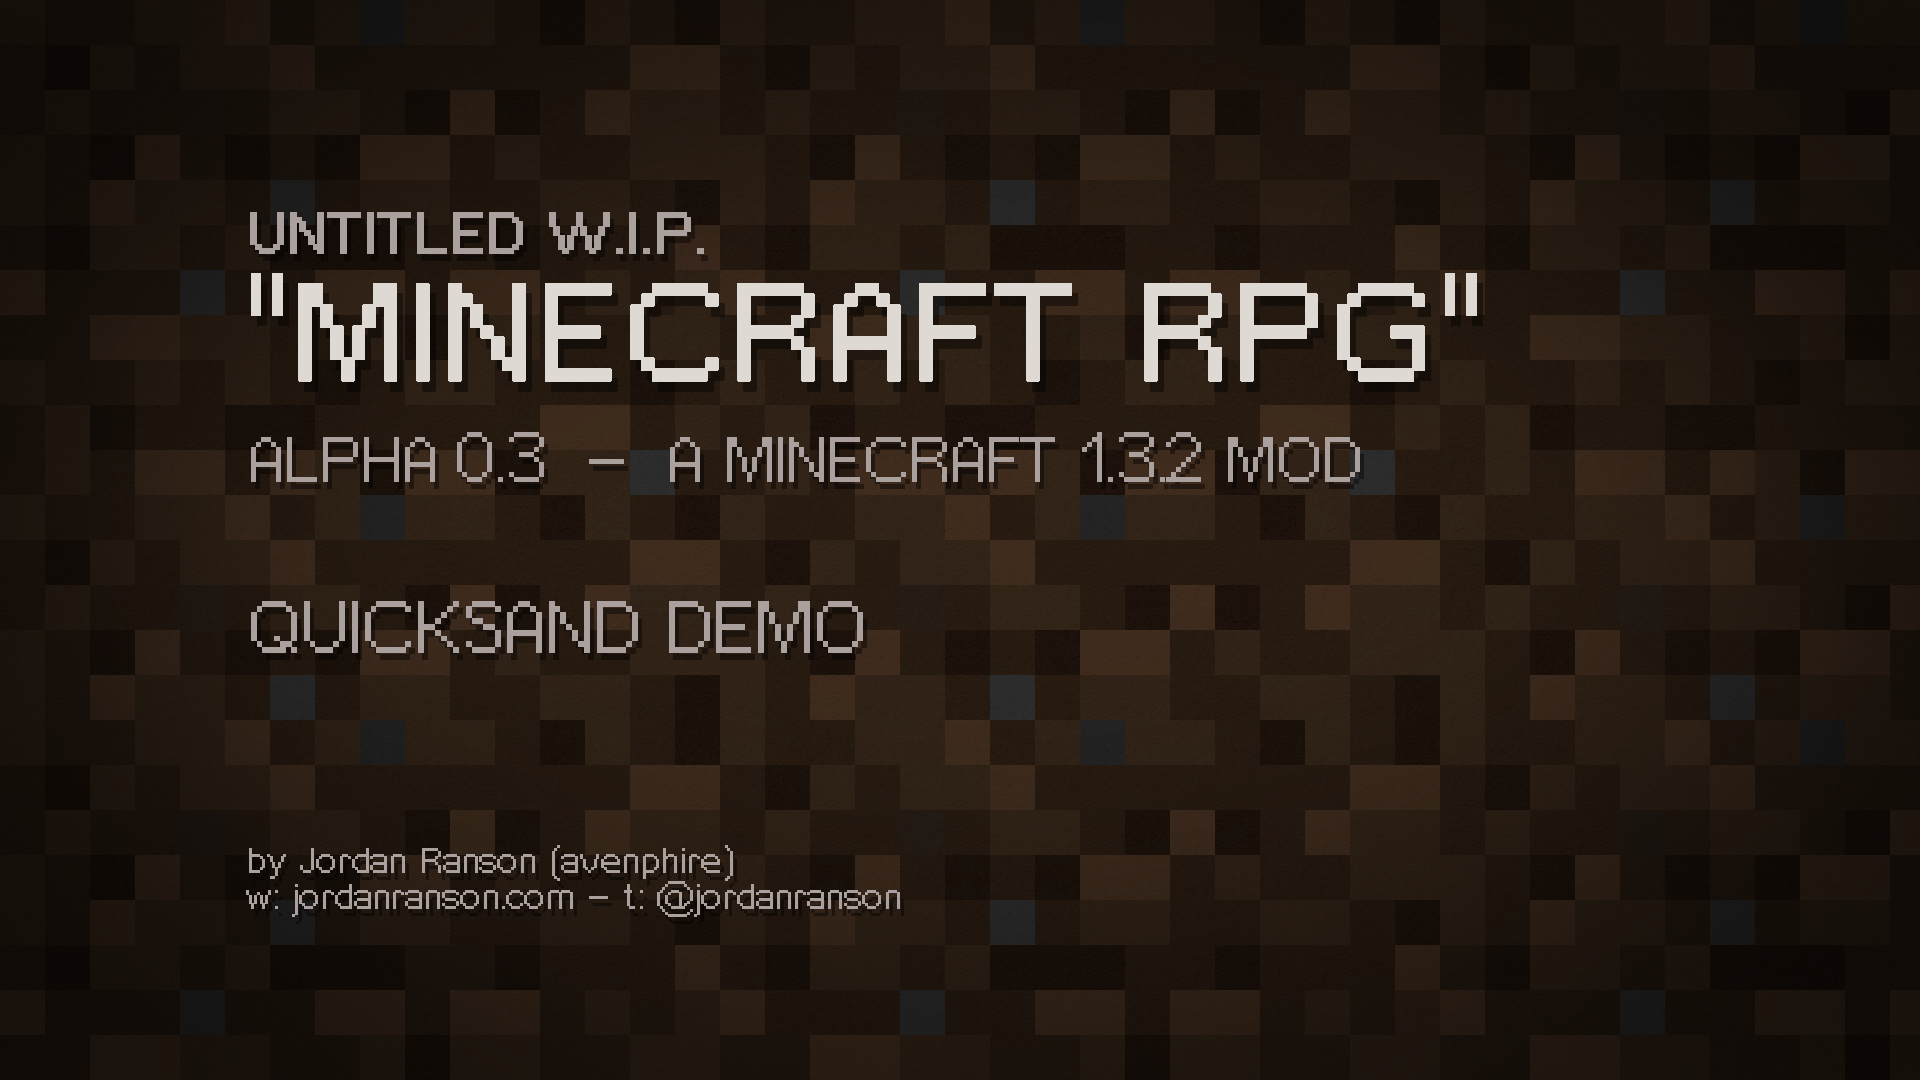 UNTITLED W.I.P.
"MINECRAFT RPG"
ALPHA 0.3 - A MINECRAFT 1.3.2 MOD
QUICKSAND DEMO
by Jordan Ranson (avenphire)
w: jordanranson.com - t: @jordanranson